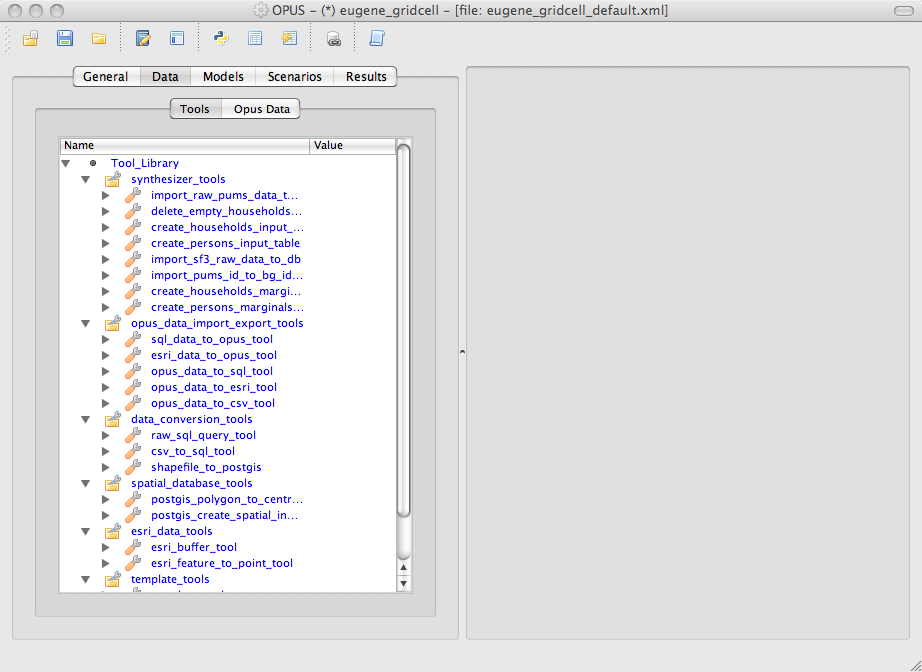 OPUS – (*) eugene_gridcell – [file: eugene_gridcell_default.xml]
General Data Models Scenarios Results
Tools Opus Data
Name Value
Tool_Library
synthesizer_tools
import_raw_pums_data_t...
delete_empty_households...
create_households_input_...
create_persons_input_table
import_sf3_raw_data_to_db
import_pums_id_to_bg_id...
create_households_margi...
create_persons_marginals...
opus_data_import_export_tools
sql_data_to_opus_tool
esri_data_to_opus_tool
opus_data_to_sql_tool
opus_data_to_esri_tool
opus_data_to_csv_tool
data_conversion_tools
raw_sql_query_tool
csv_to_sql_tool
shapefile_to_postgis
spatial_database_tools
postgis_polygon_to_centr...
postgis_create_spatial_in...
esri_data_tools
esri_buffer_tool
esri_feature_to_point_tool
template_tools